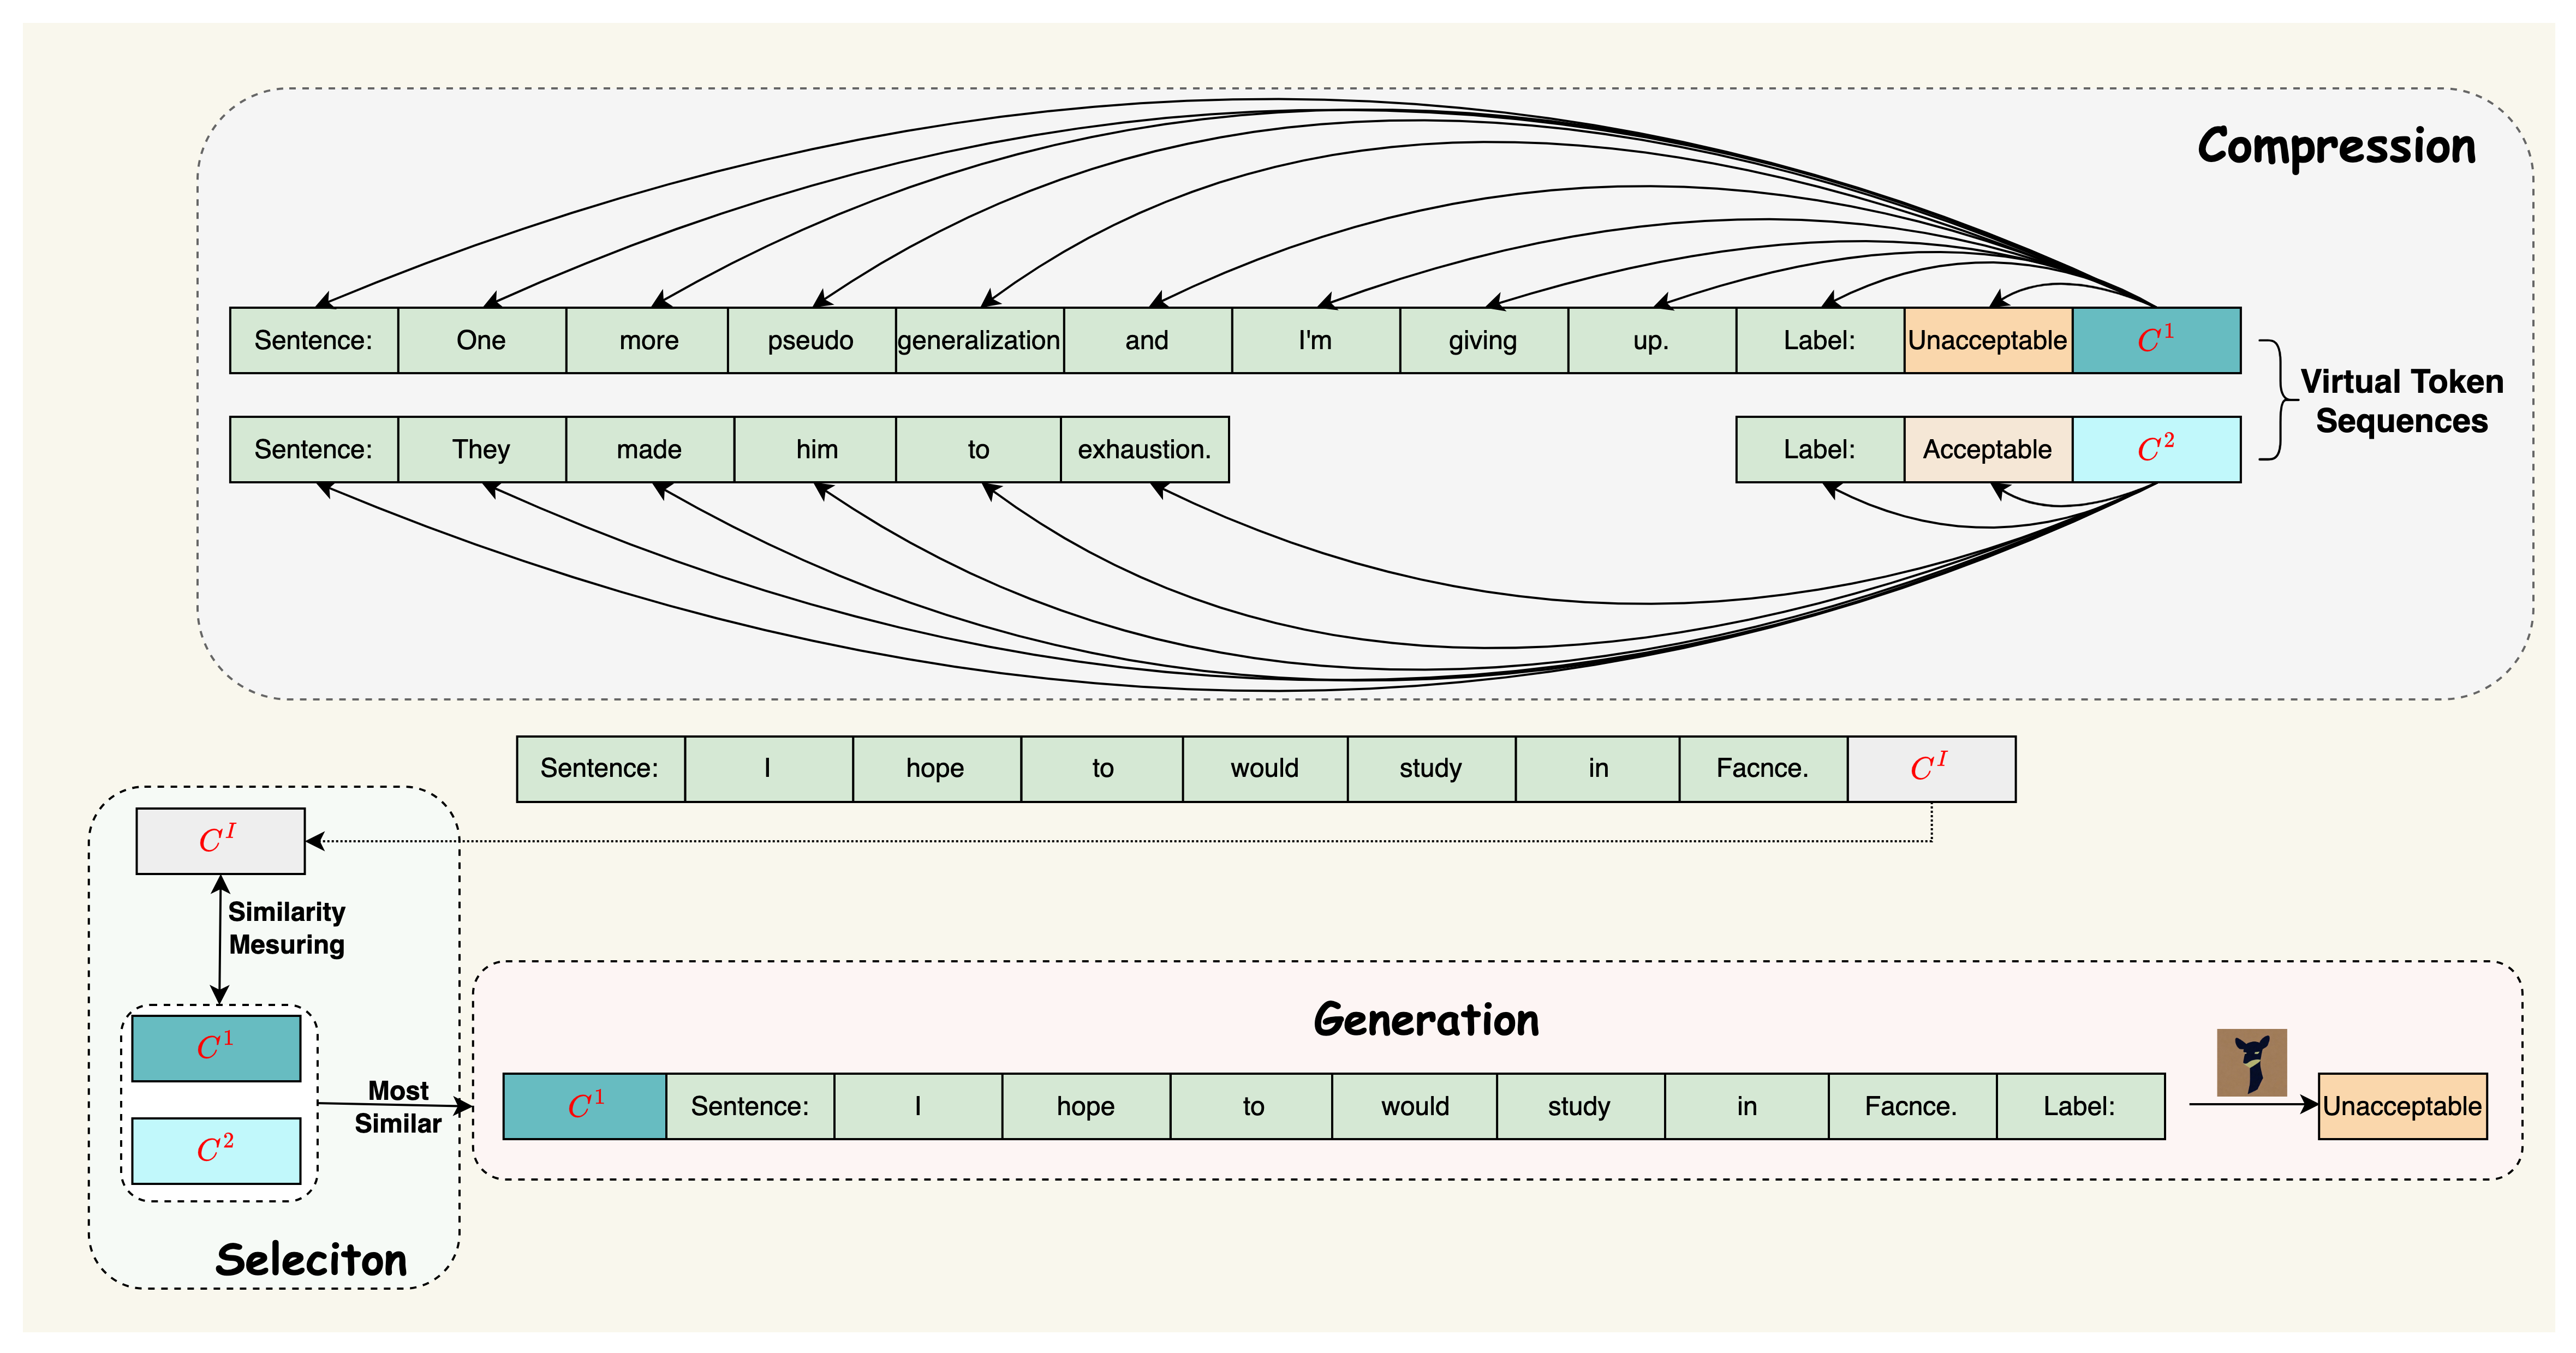 Compression
Sentence: One more pseudo generalization and I'm giving up. Label: Unacceptable C^1
Virtual Token
Sequences
Sentence: They made him to exhaustion. Label: Acceptable C^2
Sentence: I hope to would study in Facnce. C^I
C^I
Similarity
Mesuring
C^1
Most
Similar
C^2
Seleciton
Generation
C^1 Sentence: I hope to would study in Facnce. Label: Unacceptable